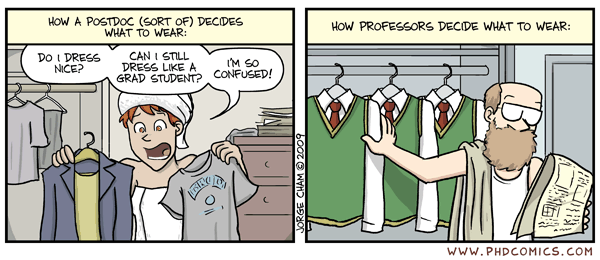 HOW A POSTDOC (SORT OF) DECIDES
WHAT TO WEAR:
DO I DRESS
NICE?
CAN I STILL
DRESS LIKE A
GRAD STUDENT?
I'M SO
CONFUSED!
JORGE CHAM © 2009
HOW PROFESSORS DECIDE WHAT TO WEAR:
WWW.PHDCOMICS.COM